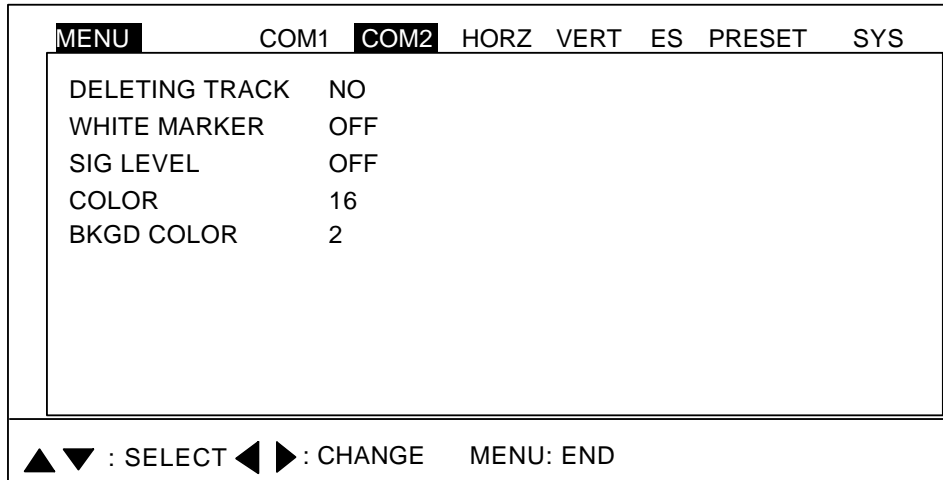 MENU COM1 COM2 HORZ VERT ES PRESET SYS
DELETING TRACK NO
WHITE MARKER OFF
SIG LEVEL OFF
COLOR 16
BKGD COLOR 2
▲ ▼ : SELECT ◀ ▶ : CHANGE MENU: END